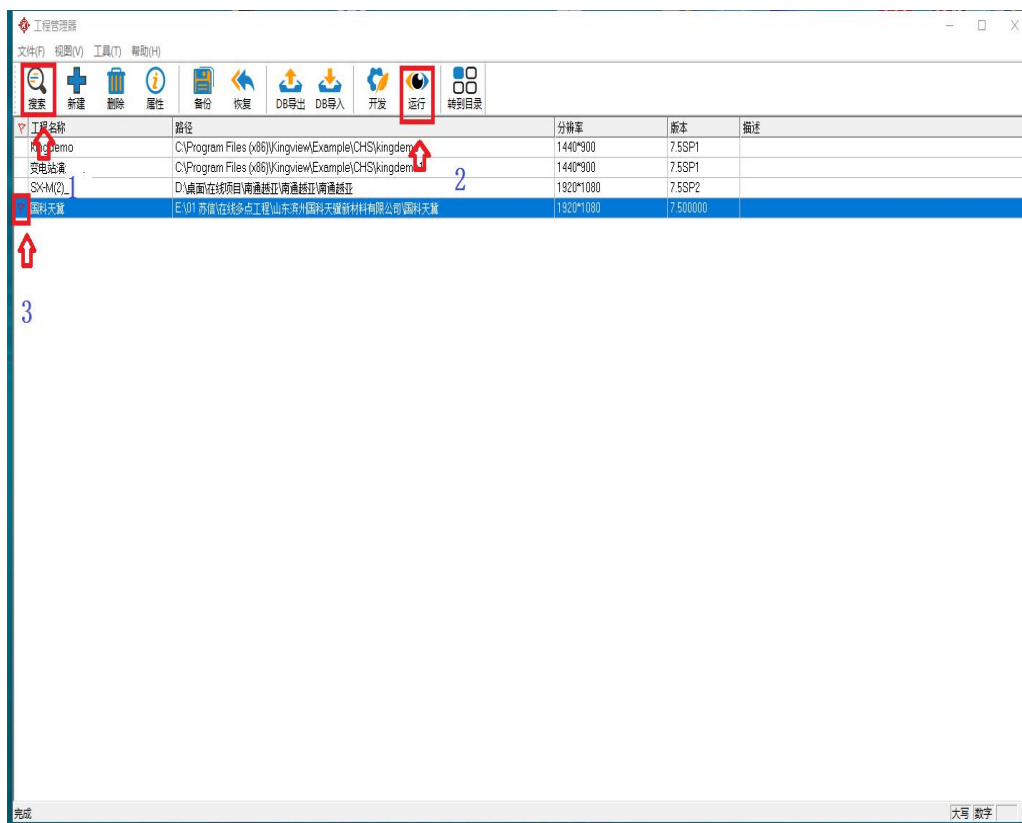 工程管理器
文件(F) 视图(V) 工具(T) 帮助(H)
搜索 新建 删除 属性 备份 恢复 DB导出 DB导入 开发 运行 转到目录
工程名称 路径 分辨率 版本 描述
Kingdemo C:\Program Files (x86)\Kingview\Example\CHS\kingdem 1440*900 7.5SP1
变电站演 C:\Program Files (x86)\Kingview\Example\CHS\kingdem 1440*900 7.5SP1
SX-M(2)_ D:\桌面\在线项目\南通越亚\南通越亚\南通越亚 1920*1080 7.5SP2
国科天骥 E:\01 苏信\在线多点工程\山东滨州国科天骥新材料有限公司\国科天骥 1920*1080 7.500000
1
2
3
完成 大写 数字